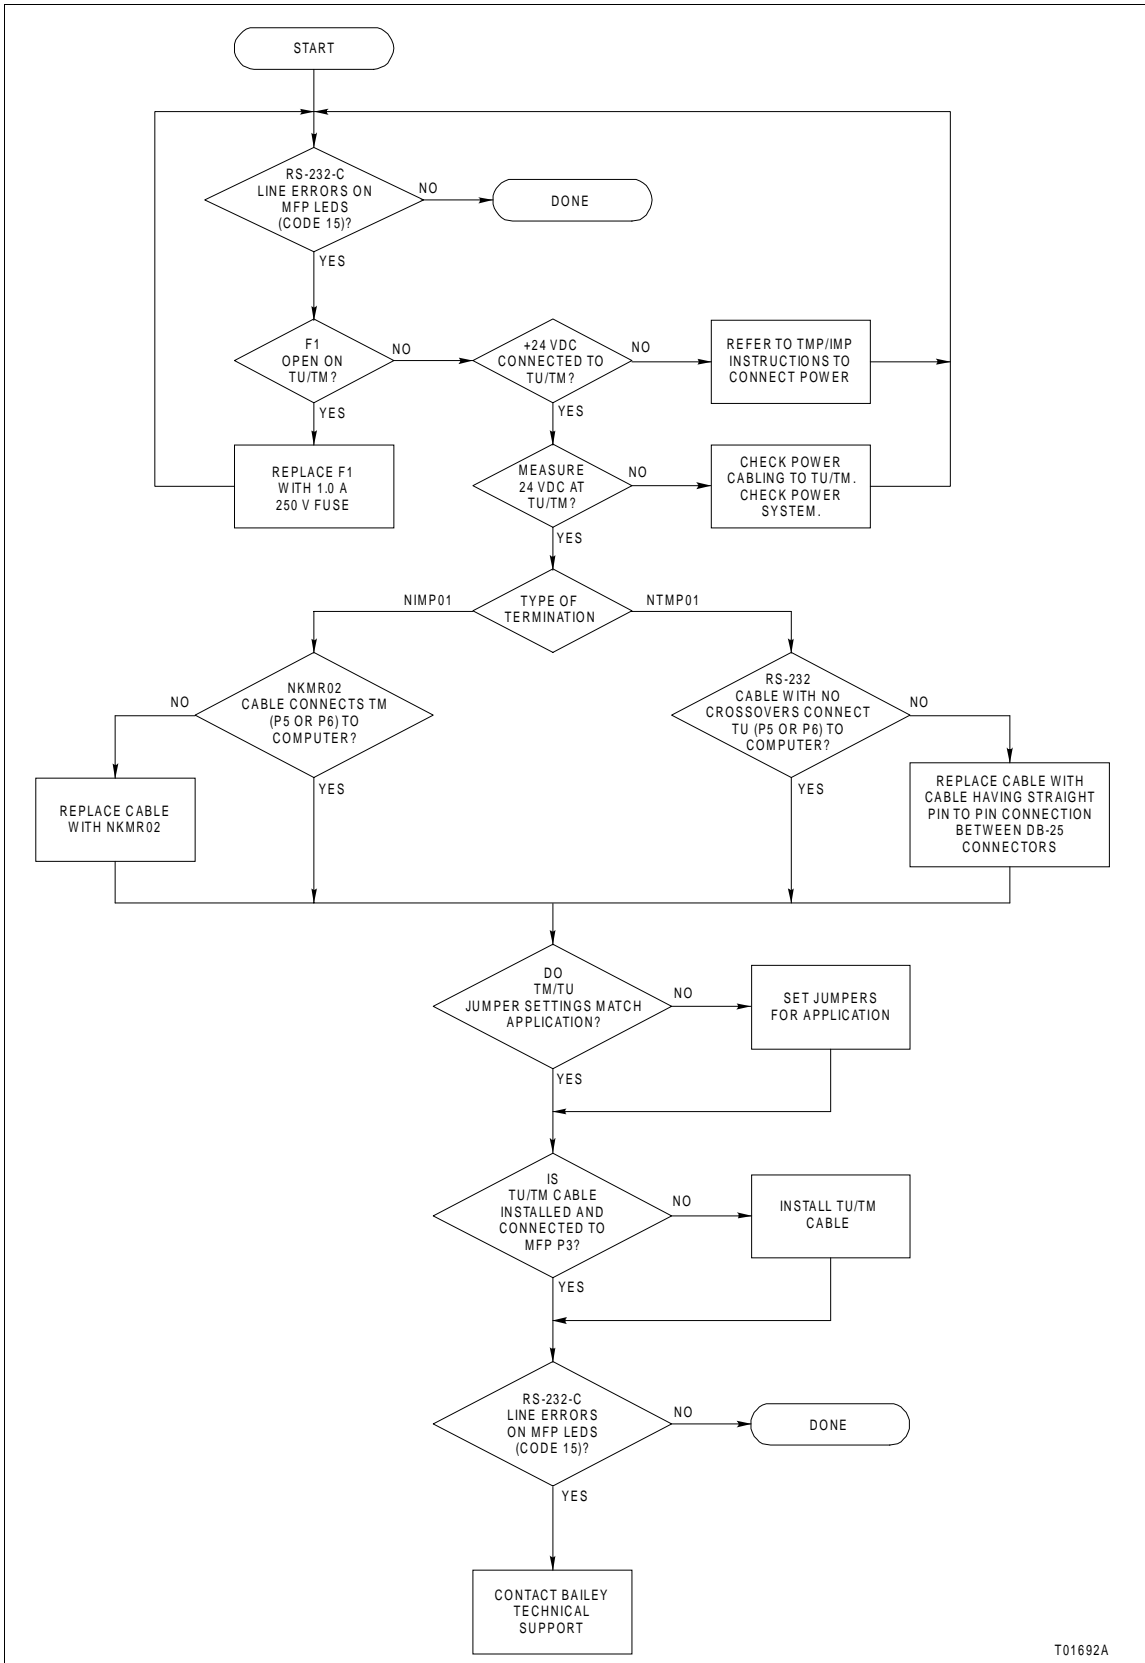 START
RS-232-C
LINE ERRORS ON
MFP LEDS
(CODE 15)?
NO
DONE
YES
F1
OPEN ON
TU/TM?
NO
+24 VDC
CONNECTED TO
TU/TM?
NO
REFER TO TMP/IMP
INSTRUCTIONS TO
CONNECT POWER
YES
YES
REPLACE F1
WITH 1.0 A
250 V FUSE
MEASURE
24 VDC AT
TU/TM?
NO
CHECK POWER
CABLING TO TU/TM.
CHECK POWER
SYSTEM.
YES
NIMP01
TYPE OF
TERMINATION
NTMP01
NO
NKMR02
CABLE CONNECTS TM
(P5 OR P6) TO
COMPUTER?
RS-232
CABLE WITH NO
CROSSOVERS CONNECT
TU (P5 OR P6) TO
COMPUTER?
NO
YES
YES
REPLACE CABLE
WITH NKMR02
REPLACE CABLE WITH
CABLE HAVING STRAIGHT
PIN TO PIN CONNECTION
BETWEEN DB-25
CONNECTORS
DO
TM/TU
JUMPER SETTINGS MATCH
APPLICATION?
NO
SET JUMPERS
FOR APPLICATION
YES
IS
TU/TM CABLE
INSTALLED AND
CONNECTED TO
MFP P3?
NO
INSTALL TU/TM
CABLE
YES
RS-232-C
LINE ERRORS
ON MFP LEDS
(CODE 15)?
NO
DONE
YES
CONTACT BAILEY
TECHNICAL
SUPPORT
T01692A